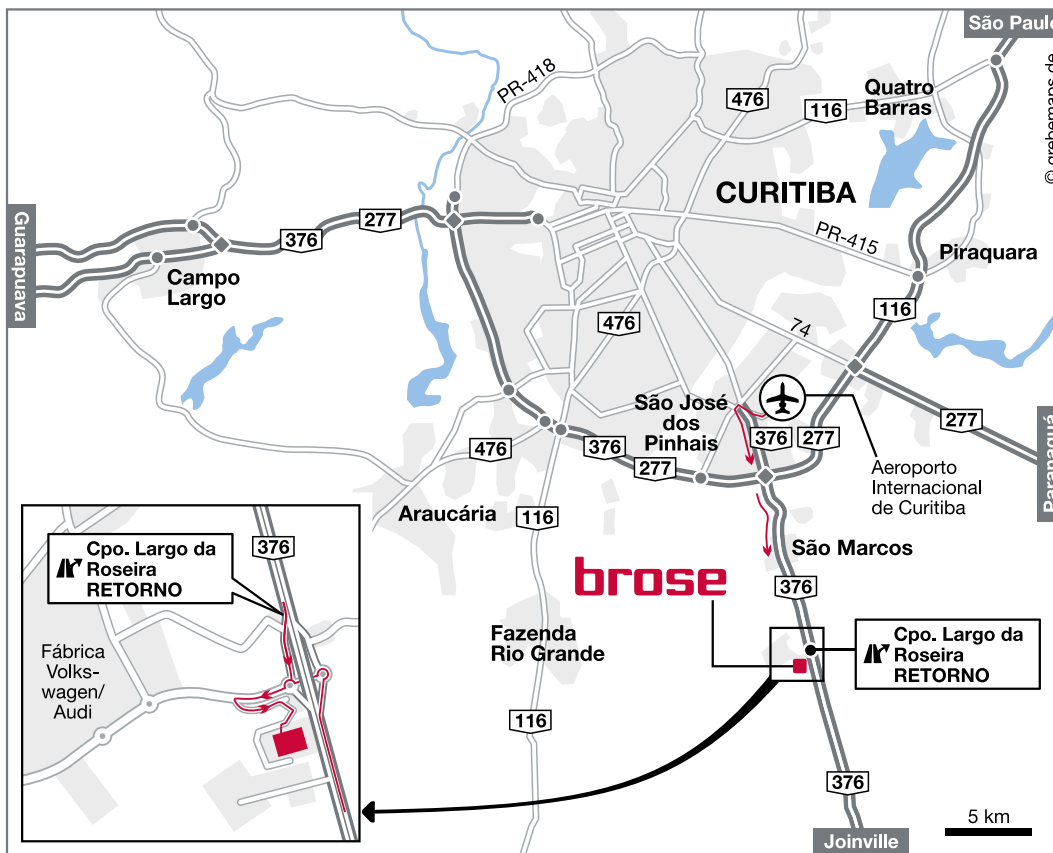 São Paulo
© grebemaps.de
PR-418
476
116
Quatro
Barras
CURITIBA
Guarapuava
277
376
PR-415
Piraquara
Campo
Largo
116
476
74
São José
dos
Pinhais
376
277
277
Paranaguá
476
376
277
Aeroporto
Internacional
de Curitiba
Araucária
116
São Marcos
brose
376
Cpo. Largo da
Roseira
RETORNO
376
Fazenda
Rio Grande
Cpo. Largo da
Roseira
RETORNO
Fábrica
Volks-
wagen/
Audi
116
376
5 km
Joinville